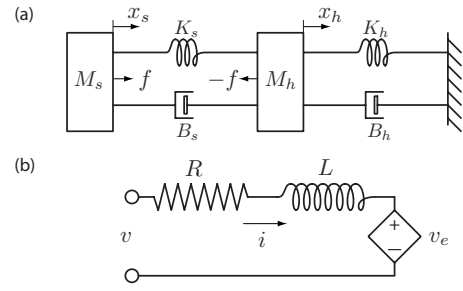 (a)
x_s K_s x_h K_h
M_s f −f M_h
B_s B_h
(b)
R L
v i + − v_e